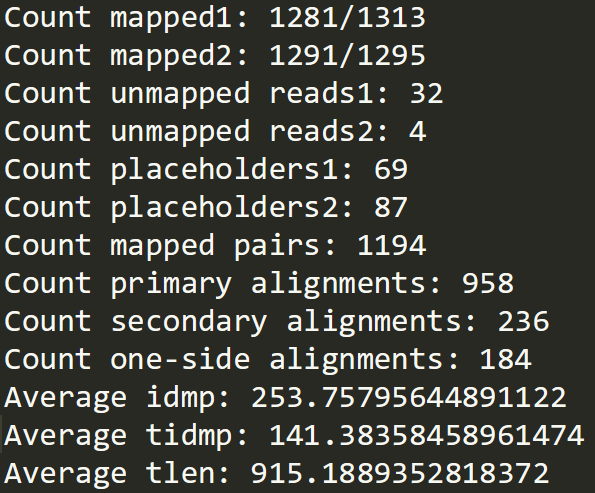 Count mapped1: 1281/1313
Count mapped2: 1291/1295
Count unmapped reads1: 32
Count unmapped reads2: 4
Count placeholders1: 69
Count placeholders2: 87
Count mapped pairs: 1194
Count primary alignments: 958
Count secondary alignments: 236
Count one-side alignments: 184
Average idmp: 253.75795644891122
Average tidmp: 141.38358458961474
Average tlen: 915.1889352818372